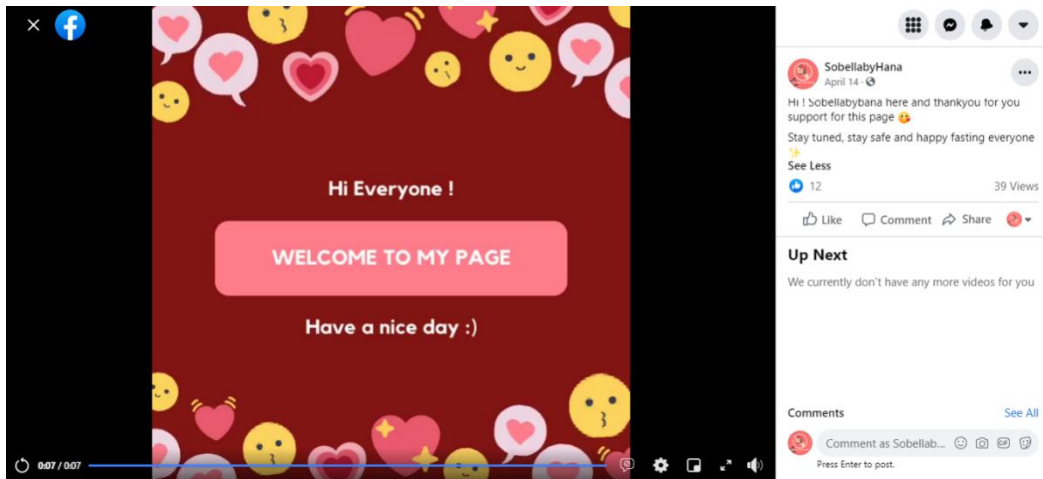 SobellabyHana
April 14
Hi ! Sobellabybana here and thankyou for you
support for this page
Stay tuned, stay safe and happy fasting everyone
See Less
12
39 Views
Like
Comment
Share
Hi Everyone !
WELCOME TO MY PAGE
Have a nice day :)
Up Next
We currently don't have any more videos for you
Comments
See All
Comment as Sobellab...
GIF
Press Enter to post.
0:07 / 0:07